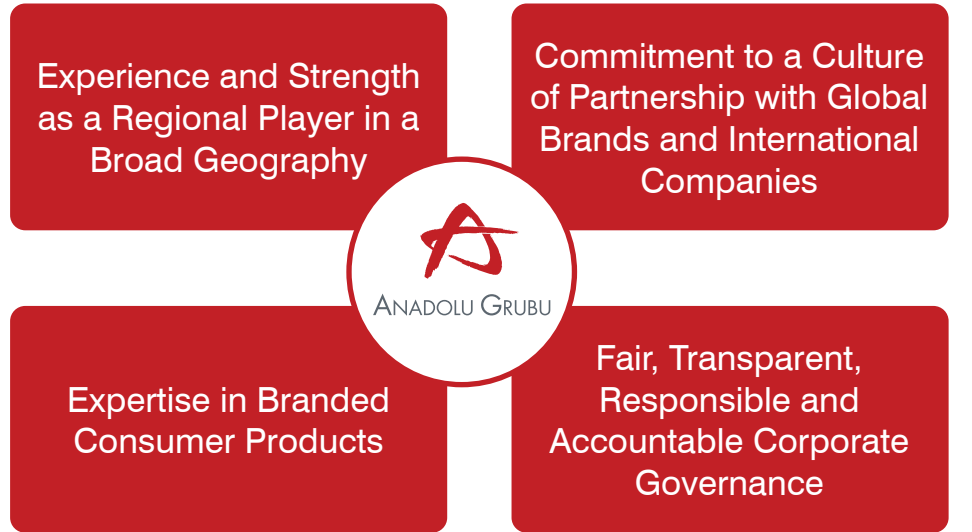 Experience and Strength
as a Regional Player in a
Broad Geography
Commitment to a Culture
of Partnership with Global
Brands and International
Companies
ANADOLU GRUBU
Expertise in Branded
Consumer Products
Fair, Transparent,
Responsible and
Accountable Corporate
Governance